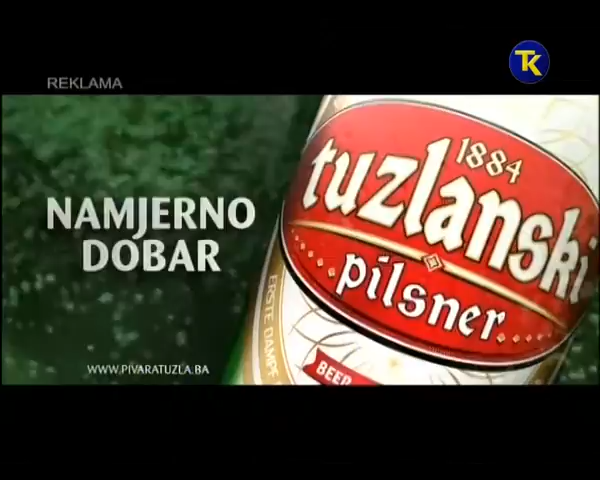 TK
REKLAMA
NAMJERNO
DOBAR
WWW.PIVARATUZLA.BA
1884
tuzlanski
pilsner
ERSTE DAMPF
BEER